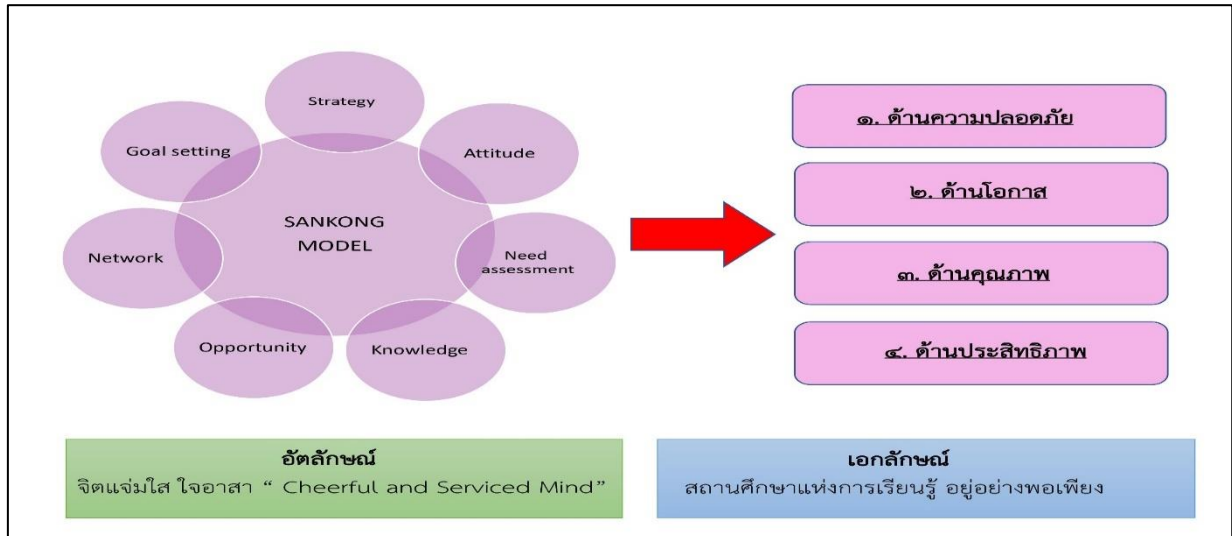 Strategy
Attitude
Need
assessment
Knowledge
Opportunity
Network
Goal setting
SANKONG
MODEL
๑. ด้านความปลอดภัย
๒. ด้านโอกาส
๓. ด้านคุณภาพ
๔. ด้านประสิทธิภาพ
อัตลักษณ์
จิตแจ่มใส ใจอาสา “ Cheerful and Serviced Mind”
เอกลักษณ์
สถานศึกษาแห่งการเรียนรู้ อยู่อย่างพอเพียง